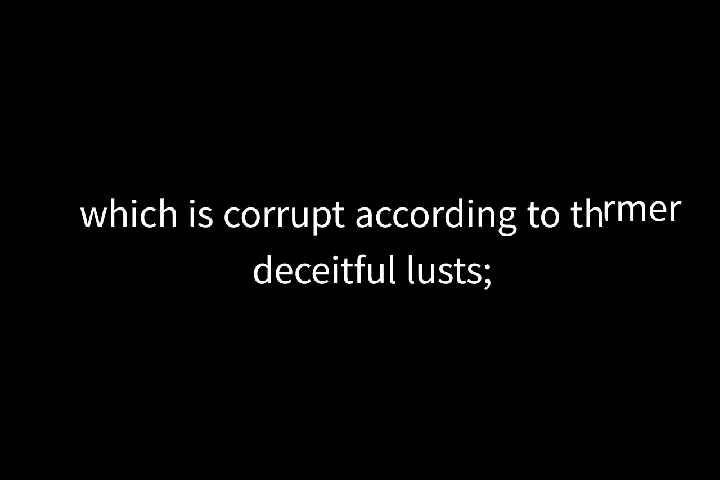 which is corrupt according to thrmer
deceitful lusts;